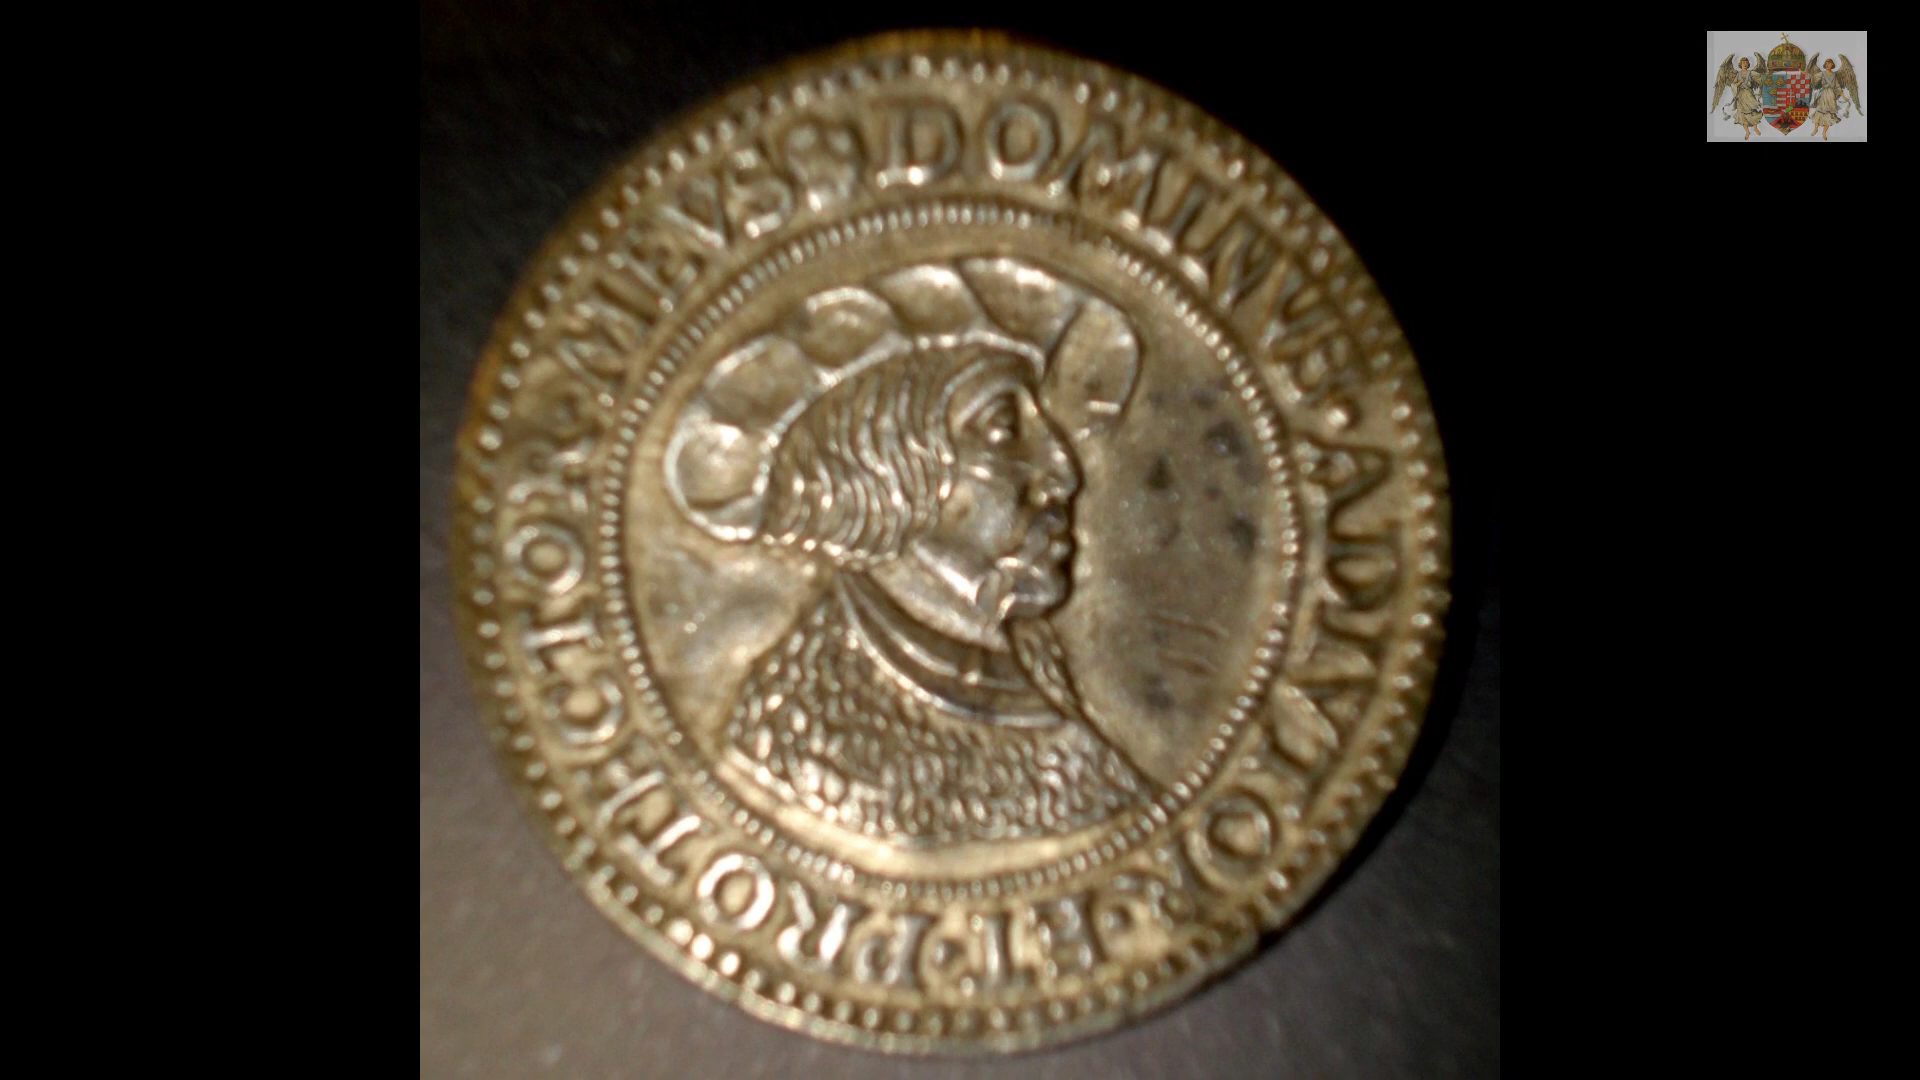 DOMINVS · ADIVTOR · ET · PROTECTOR · MEVS